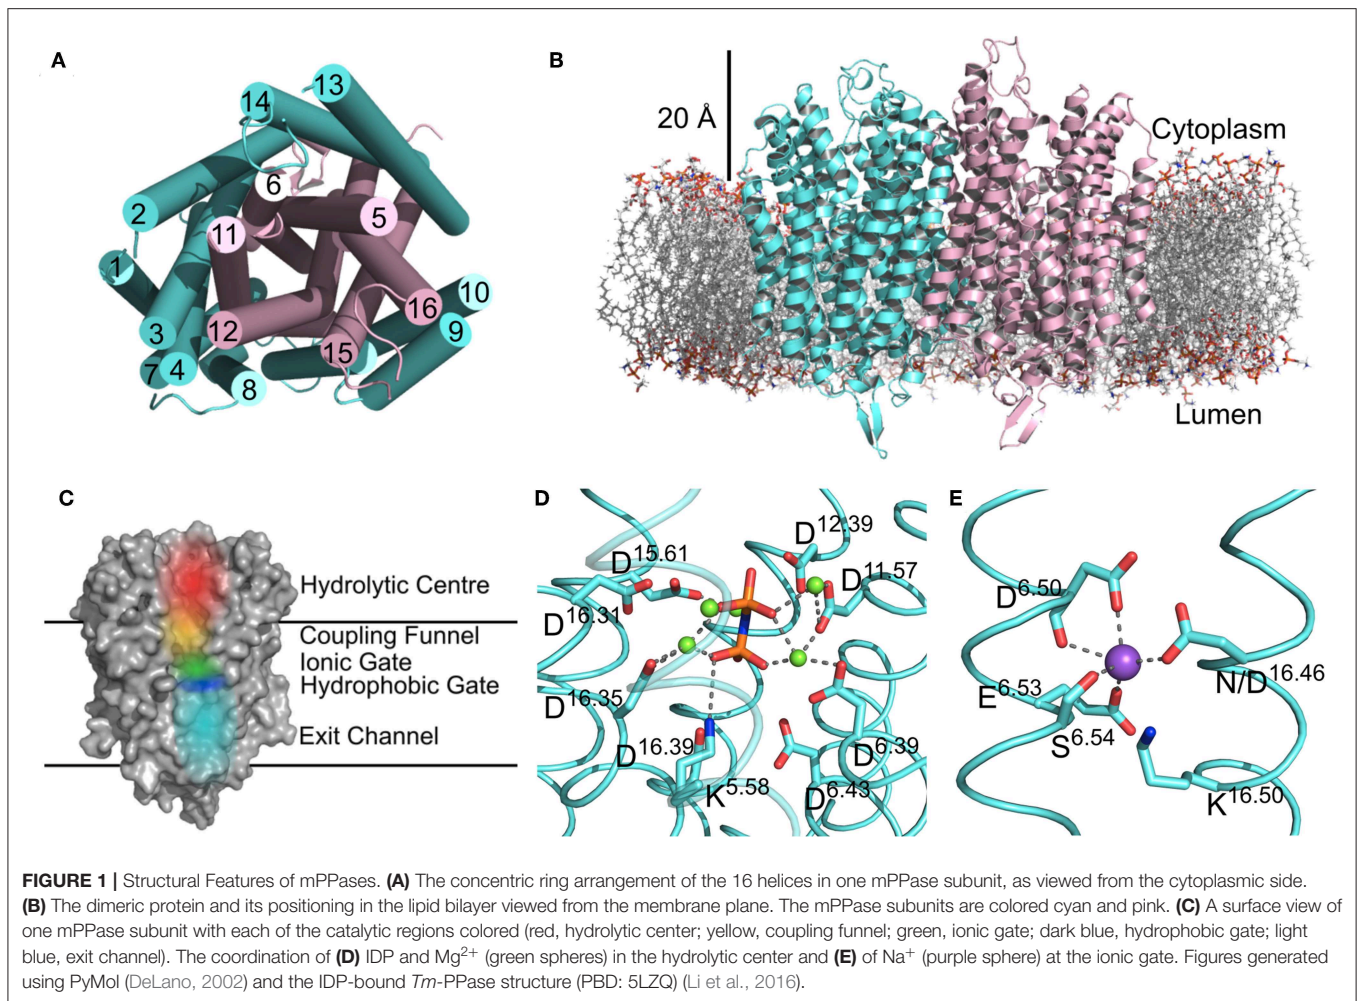 A
13
14
6
2
5
11
1
10
16
3
12
9
15
7
4
8
B
20 Å
Cytoplasm
Lumen
C
Hydrolytic Centre
Coupling Funnel
Ionic Gate
Hydrophobic Gate
Exit Channel
D
D12.39
D15.61
D11.57
D16.31
D16.35
D16.39
D6.39
K5.58
D6.43
E
D6.50
N/D16.46
E6.53
S6.54
K16.50
FIGURE 1 | Structural Features of mPPases. (A) The concentric ring arrangement of the 16 helices in one mPPase subunit, as viewed from the cytoplasmic side.
(B) The dimeric protein and its positioning in the lipid bilayer viewed from the membrane plane. The mPPase subunits are colored cyan and pink. (C) A surface view of
one mPPase subunit with each of the catalytic regions colored (red, hydrolytic center; yellow, coupling funnel; green, ionic gate; dark blue, hydrophobic gate; light
blue, exit channel). The coordination of (D) IDP and Mg2+ (green spheres) in the hydrolytic center and (E) of Na+ (purple sphere) at the ionic gate. Figures generated
using PyMol (DeLano, 2002) and the IDP-bound Tm-PPase structure (PBD: 5LZQ) (Li et al., 2016).